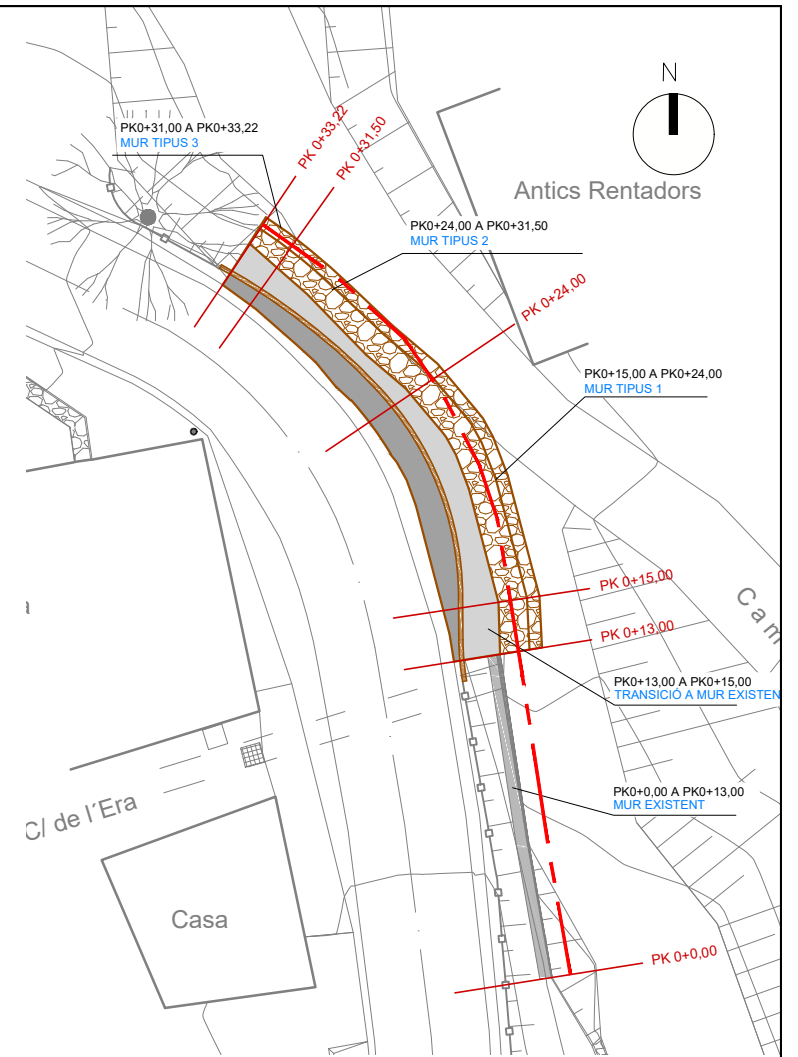 N
PK0+31,00 A PK0+33,22
MUR TIPUS 3
PK 0+33,22
PK 0+31,50
Antics Rentadors
PK0+24,00 A PK0+31,50
MUR TIPUS 2
PK 0+24,00
PK0+15,00 A PK0+24,00
MUR TIPUS 1
PK 0+15,00
PK 0+13,00
PK0+13,00 A PK0+15,00
TRANSICIÓ A MUR EXISTEN
PK0+0,00 A PK0+13,00
MUR EXISTENT
C/ de l´Era
Casa
PK 0+0,00